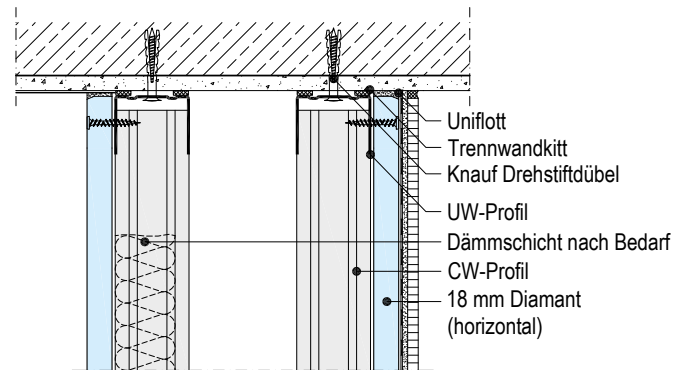 Uniflott
Trennwandkitt
Knauf Drehstiftdübel
UW-Profil
Dämmschicht nach Bedarf
CW-Profil
18 mm Diamant
(horizontal)